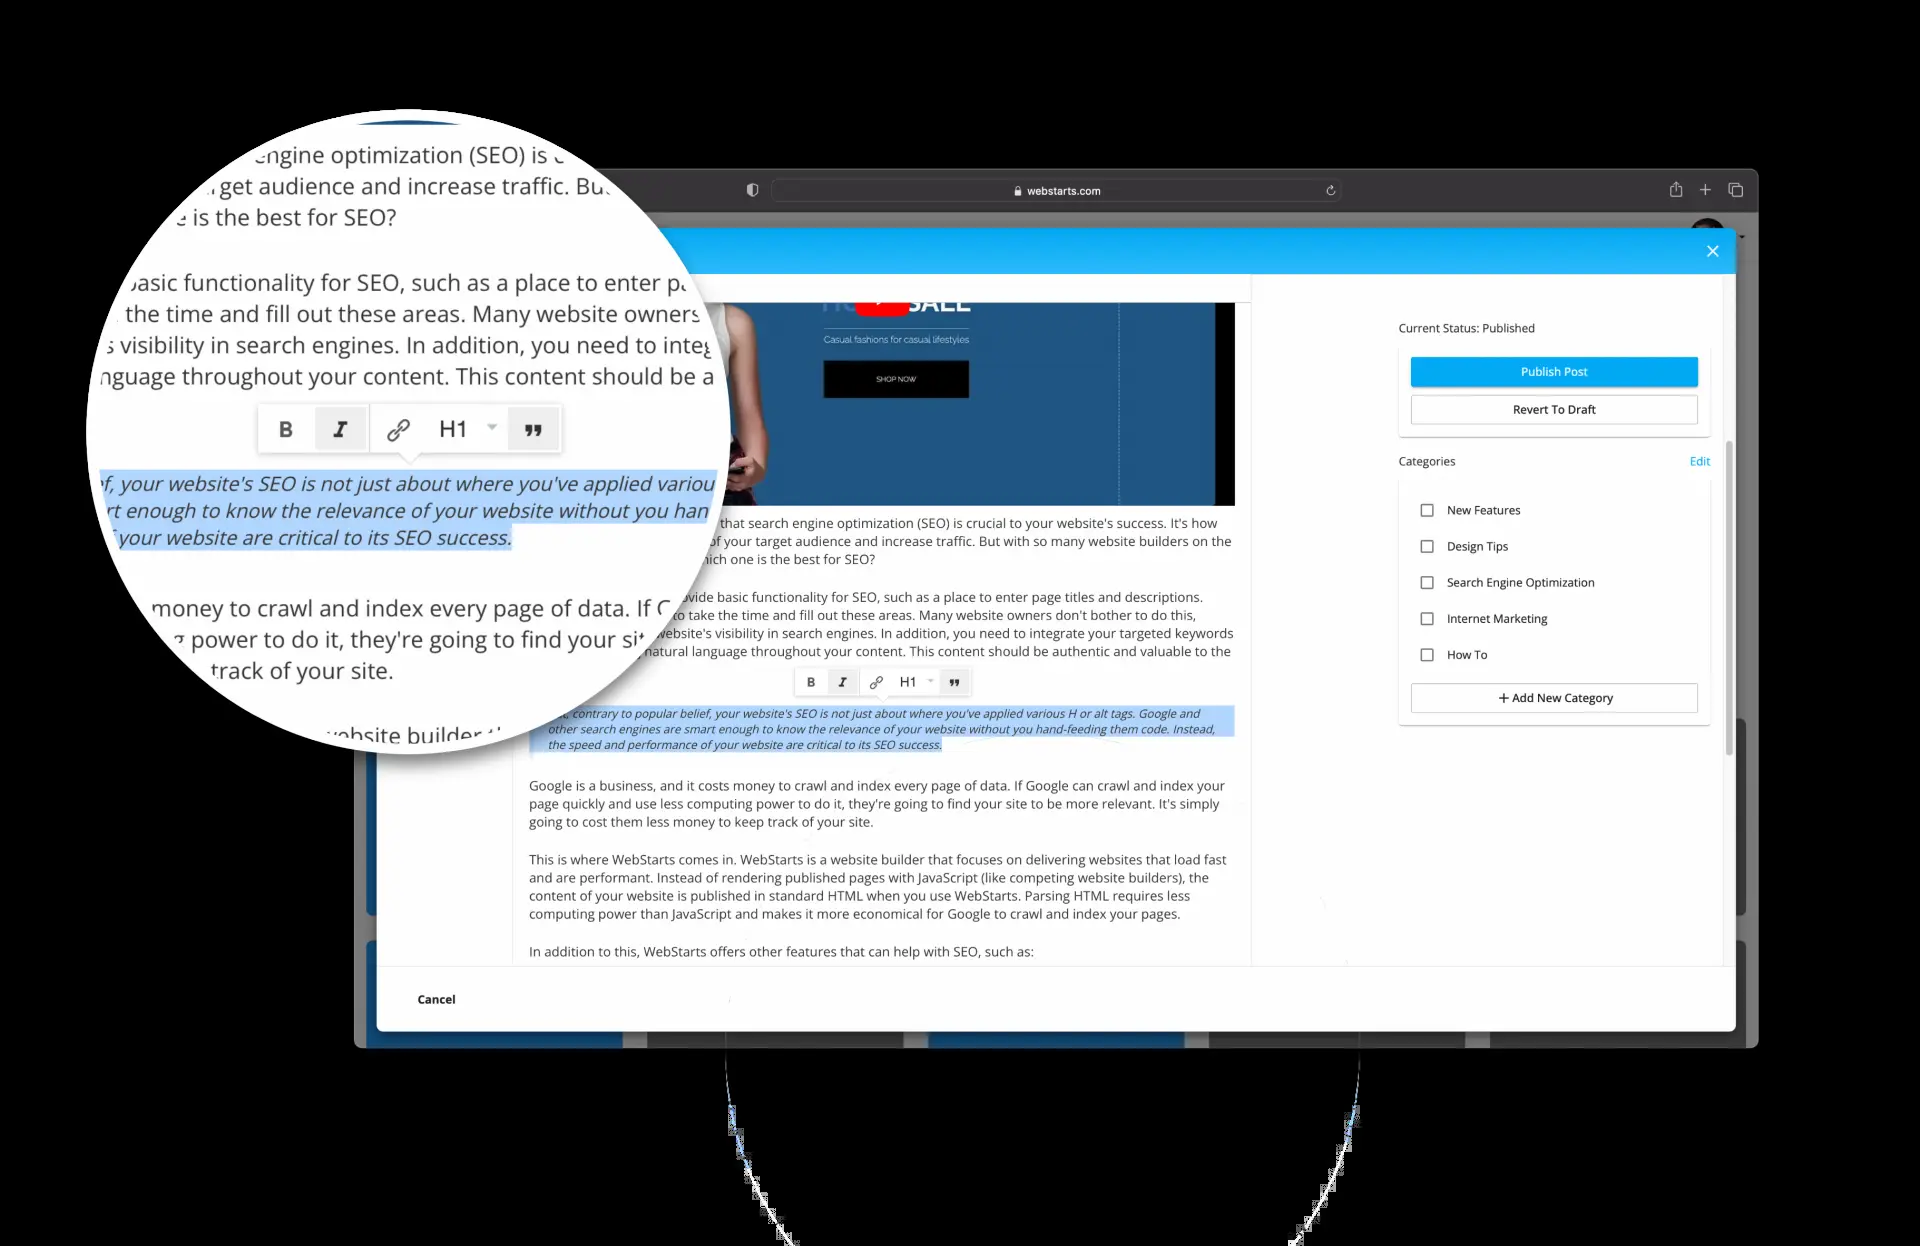 engine optimization (SEO) is
get audience and increase traffic.
is the best for SEO?
basic functionality for SEO, such as a place to enter
the time and fill out these areas. Many website owners
visibility in search engines. In addition, you need to
throughout your content. This content should be a
B I H1 "
your website's SEO is not just about where you've applied
enough to know the relevance of your website without you
your website are critical to its SEO success.
money to crawl and index every page of data. If
power to do it, they're going to find your
track of your site.
builder
webstarts.com
SALE
Casual fashions for casual lifestyles
SHOP NOW
that search engine optimization (SEO) is crucial to your website's success. It's how
of your target audience and increase traffic. But with so many website builders on the
one is the best for SEO?
basic functionality for SEO, such as a place to enter page titles and descriptions.
to take the time and fill out these areas. Many website owners don't bother to do this,
website's visibility in search engines. In addition, you need to integrate your targeted keywords
natural language throughout your content. This content should be authentic and valuable to the
B I H1 "
contrary to popular belief, your website's SEO is not just about where you've applied various H or alt tags. Google and
other search engines are smart enough to know the relevance of your website without you hand-feeding them code. Instead,
the speed and performance of your website are critical to its SEO success.
Google is a business, and it costs money to crawl and index every page of data. If Google can crawl and index your
page quickly and use less computing power to do it, they're going to find your site to be more relevant. It's simply
going to cost them less money to keep track of your site.
This is where WebStarts comes in. WebStarts is a website builder that focuses on delivering websites that load fast
and are performant. Instead of rendering published pages with JavaScript (like competing website builders), the
content of your website is published in standard HTML when you use WebStarts. Parsing HTML requires less
computing power than JavaScript and makes it more economical for Google to crawl and index your pages.
In addition to this, WebStarts offers other features that can help with SEO, such as:
Cancel
Current Status: Published
Publish Post
Revert To Draft
Categories Edit
New Features
Design Tips
Search Engine Optimization
Internet Marketing
How To
+ Add New Category